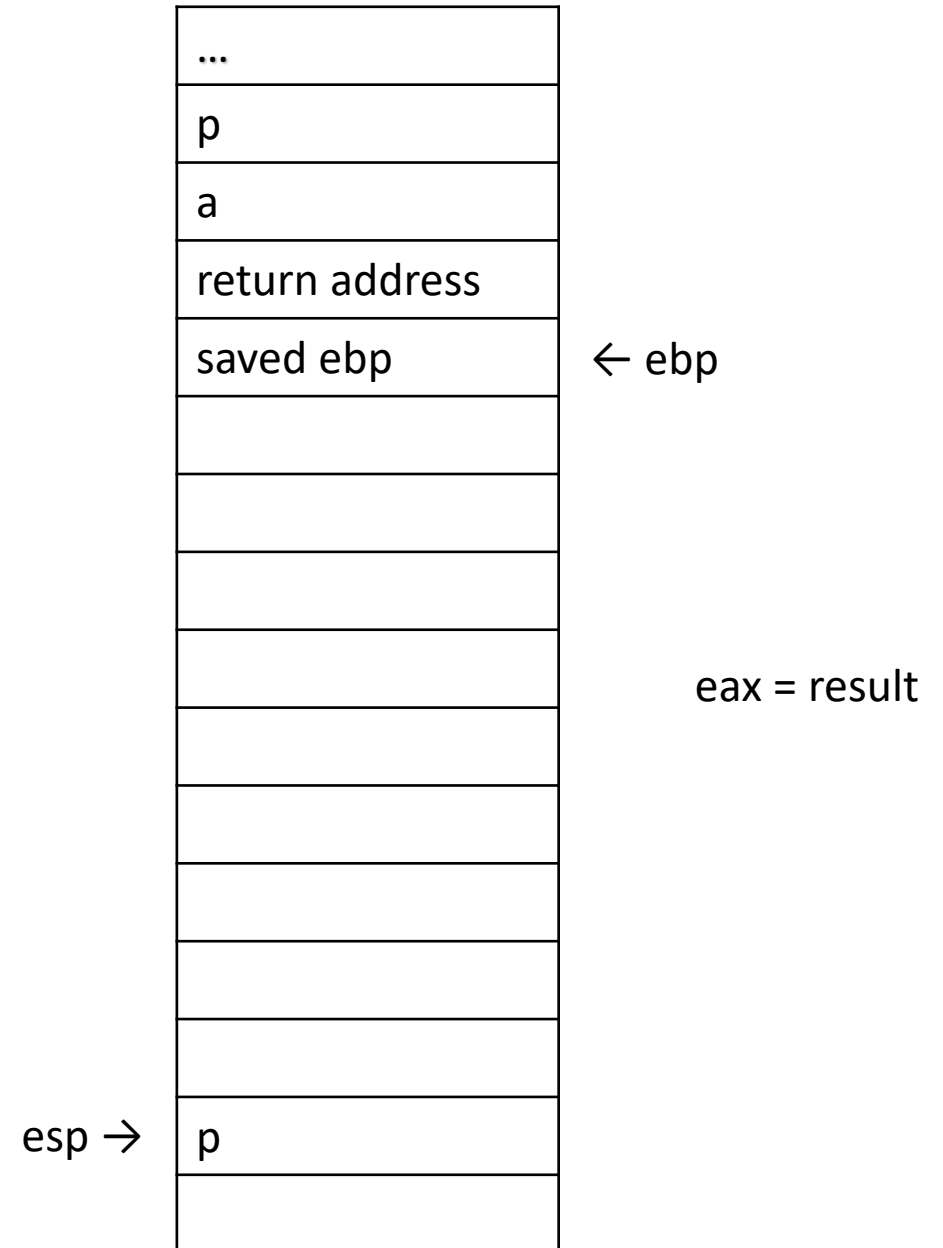 ...
p
a
return address
saved ebp ← ebp
eax = result
esp → p